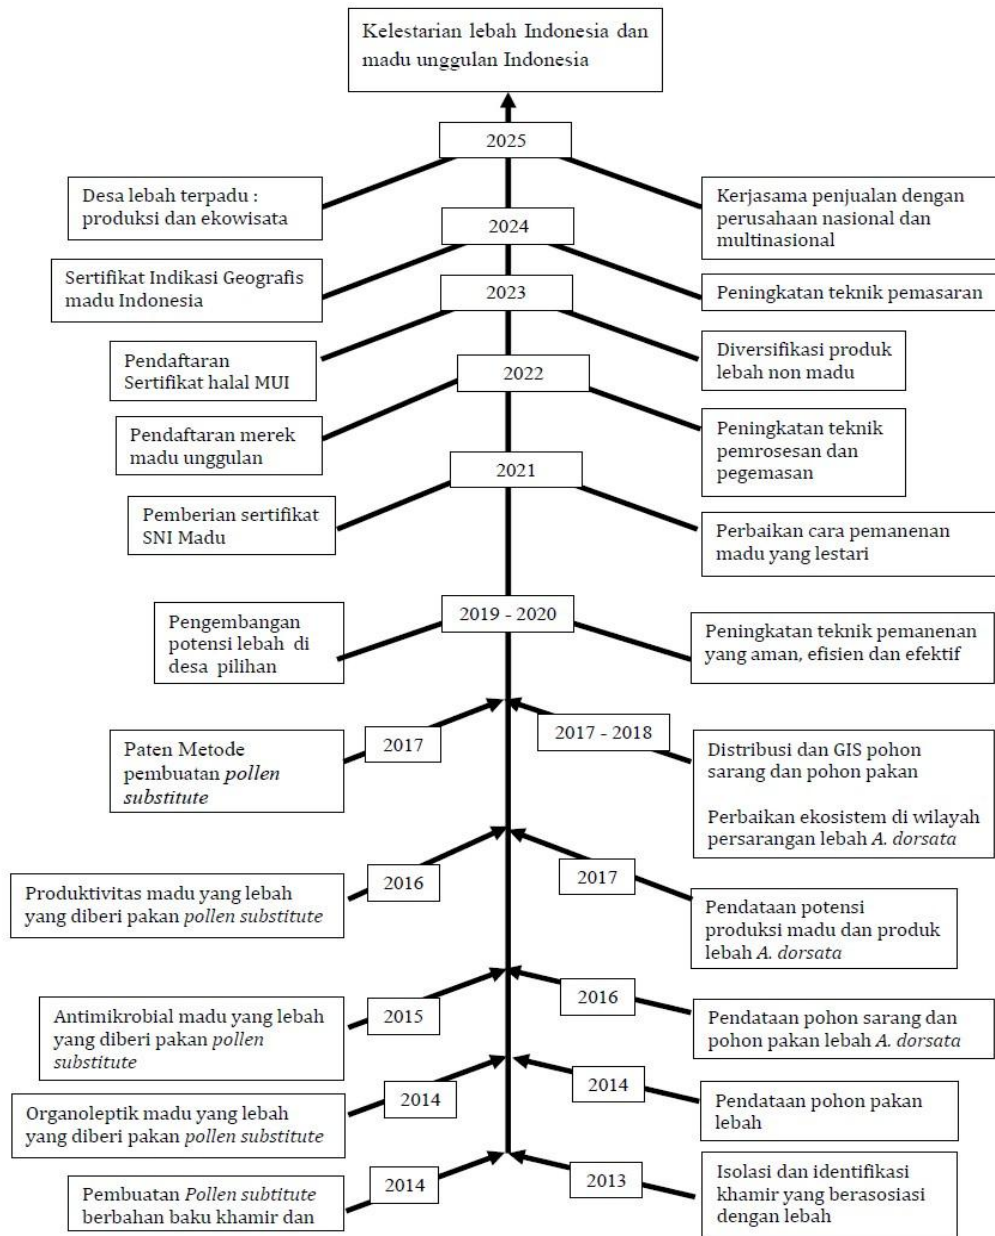 Kelestarian lebah Indonesia dan
madu unggulan Indonesia
2025
Desa lebah terpadu :
produksi dan ekowisata
Kerjasama penjualan dengan
perusahaan nasional dan
multinasional
2024
Sertifikat Indikasi Geografis
madu Indonesia
Peningkatan teknik pemasaran
2023
Pendaftaran
Sertifikat halal MUI
Diversifikasi produk
lebah non madu
2022
Pendaftaran merek
madu unggulan
Peningkatan teknik
pemrosesan dan
pegemasan
2021
Pemberian sertifikat
SNI Madu
Perbaikan cara pemanenan
madu yang lestari
2019 - 2020
Pengembangan
potensi lebah di
desa pilihan
Peningkatan teknik pemanenan
yang aman, efisien dan efektif
2017
Paten Metode
pembuatan pollen
substitute
2017 - 2018
Distribusi dan GIS pohon
sarang dan pohon pakan
Perbaikan ekosistem di wilayah
persarangan lebah A. dorsata
2016
Produktivitas madu yang lebah
yang diberi pakan pollen substitute
2017
Pendataan potensi
produksi madu dan produk
lebah A. dorsata
2015
Antimikrobial madu yang lebah
yang diberi pakan pollen
substitute
2016
Pendataan pohon sarang dan
pohon pakan lebah A. dorsata
2014
Organoleptik madu yang lebah
yang diberi pakan pollen substitute
2014
Pendataan pohon pakan
lebah
2014
Pembuatan Pollen subtitute
berbahan baku khamir dan
2013
Isolasi dan identifikasi
khamir yang berasosiasi
dengan lebah